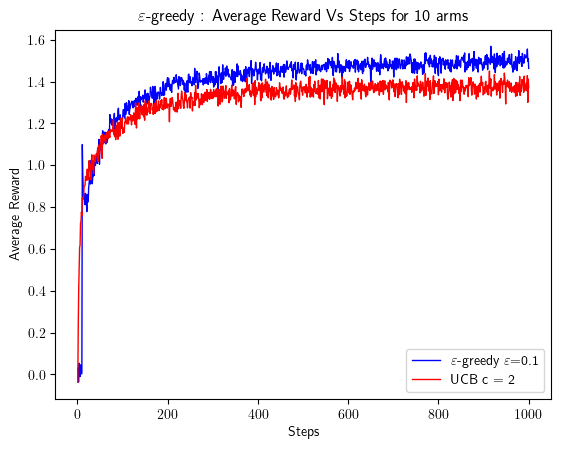 ε-greedy : Average Reward Vs Steps for 10 arms
1.6
1.4
1.2
1.0
0.8
0.6
0.4
0.2
0.0
Average Reward
0 200 400 600 800 1000
Steps
ε-greedy ε=0.1
UCB c = 2